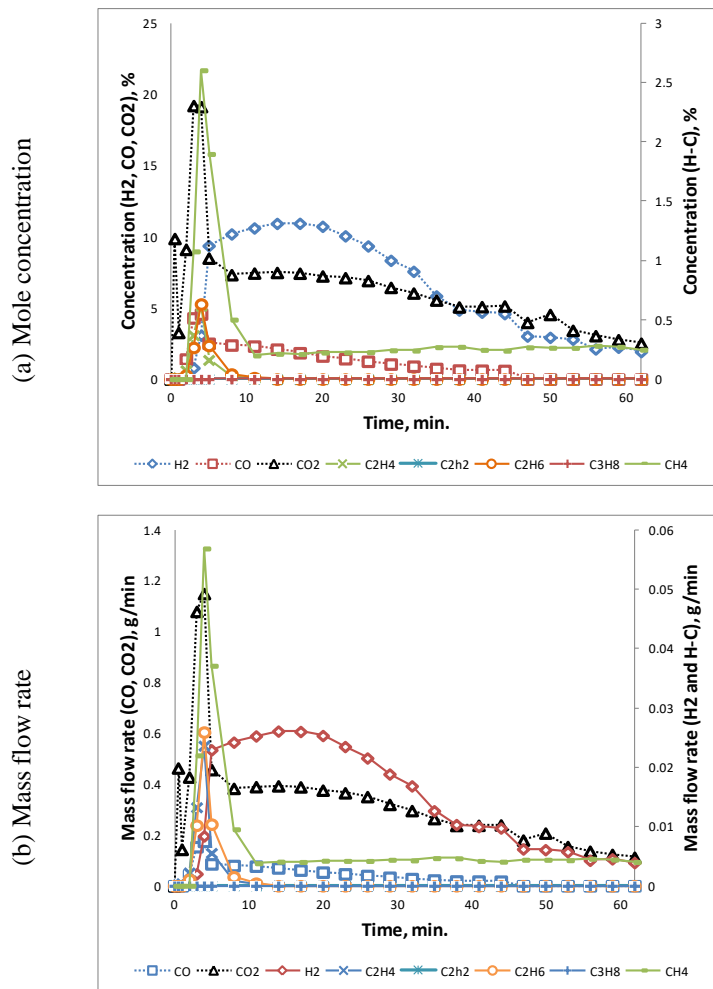 (a) Mole concentration
Concentration (H2, CO, CO2), %
25
20
15
10
5
0
3
2.5
2
1.5
1
0.5
0
Concentration (H-C), %
0 10 20 30 40 50 60
Time, min.
H2 CO CO2 C2H4 C2h2 C2H6 C3H8 CH4
(b) Mass flow rate
Mass flow rate (CO, CO2), g/min
1.4
1.2
1
0.8
0.6
0.4
0.2
0
0.06
0.05
0.04
0.03
0.02
0.01
0
Mass flow rate (H2 and H-C), g/min
0 10 20 30 40 50 60
Time, min.
CO CO2 H2 C2H4 C2h2 C2H6 C3H8 CH4